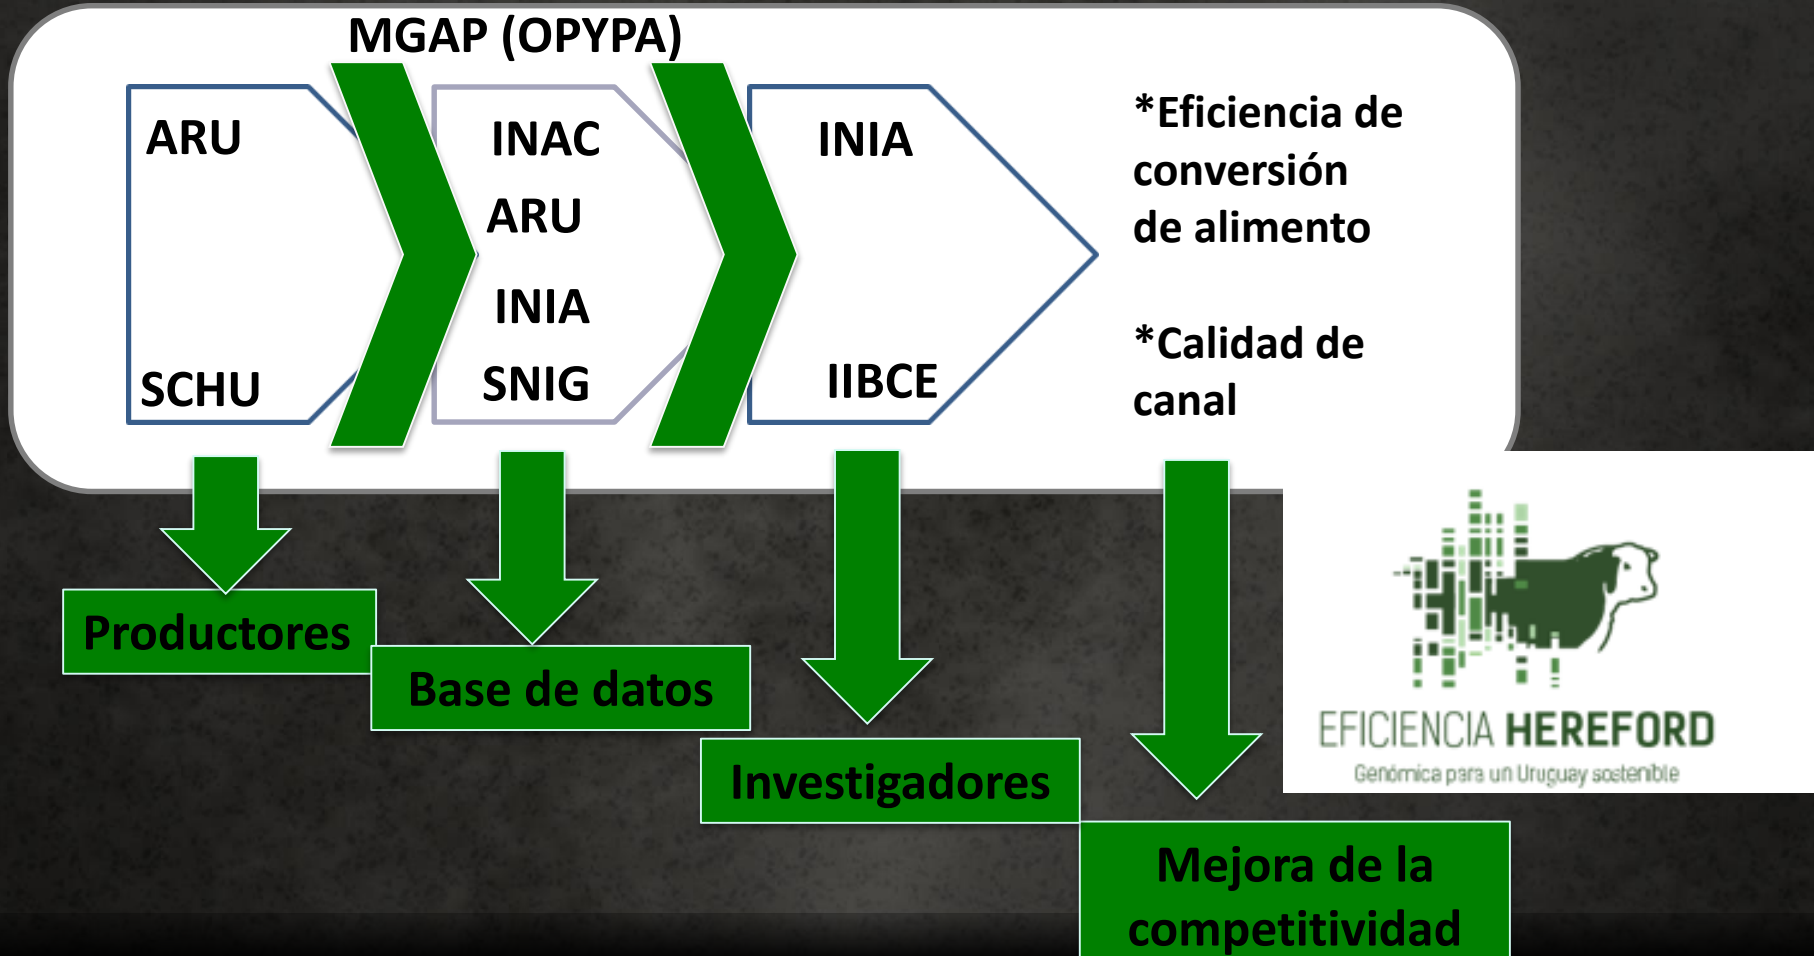 MGAP (OPYPA)
ARU
SCHU
INAC
ARU
INIA
SNIG
INIA
IIBCE
*Eficiencia de
conversión
de alimento
*Calidad de
canal
Productores
Base de datos
Investigadores
Mejora de la
competitividad
EFICIENCIA HEREFORD
Genómica para un Uruguay sostenible